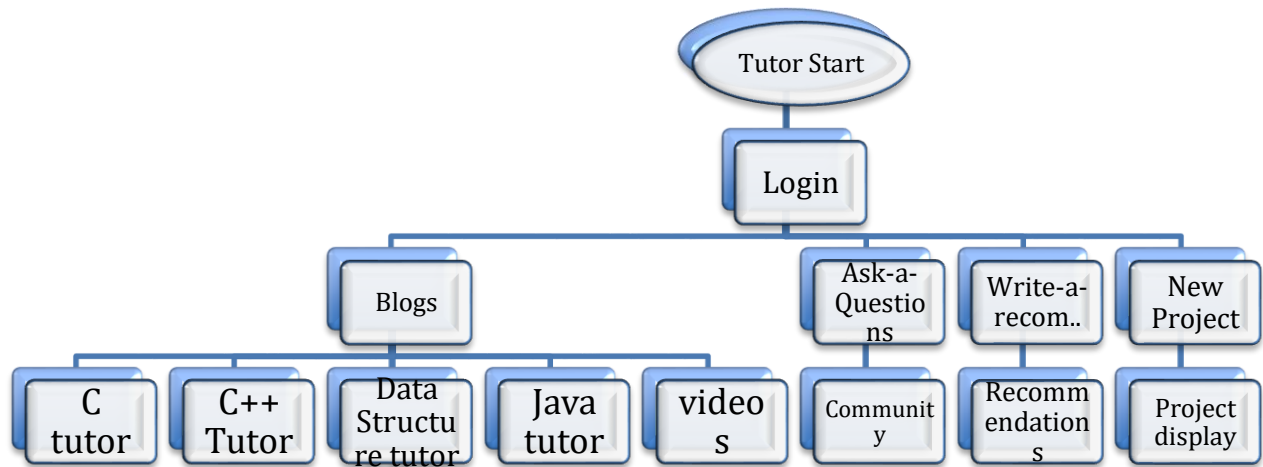 Tutor Start
Login
Blogs
Ask-a-
Questio
ns
Write-a-
recom..
New
Project
C
tutor
C++
Tutor
Data
Structu
re tutor
Java
tutor
video
s
Communit
y
Recomm
endation
s
Project
display